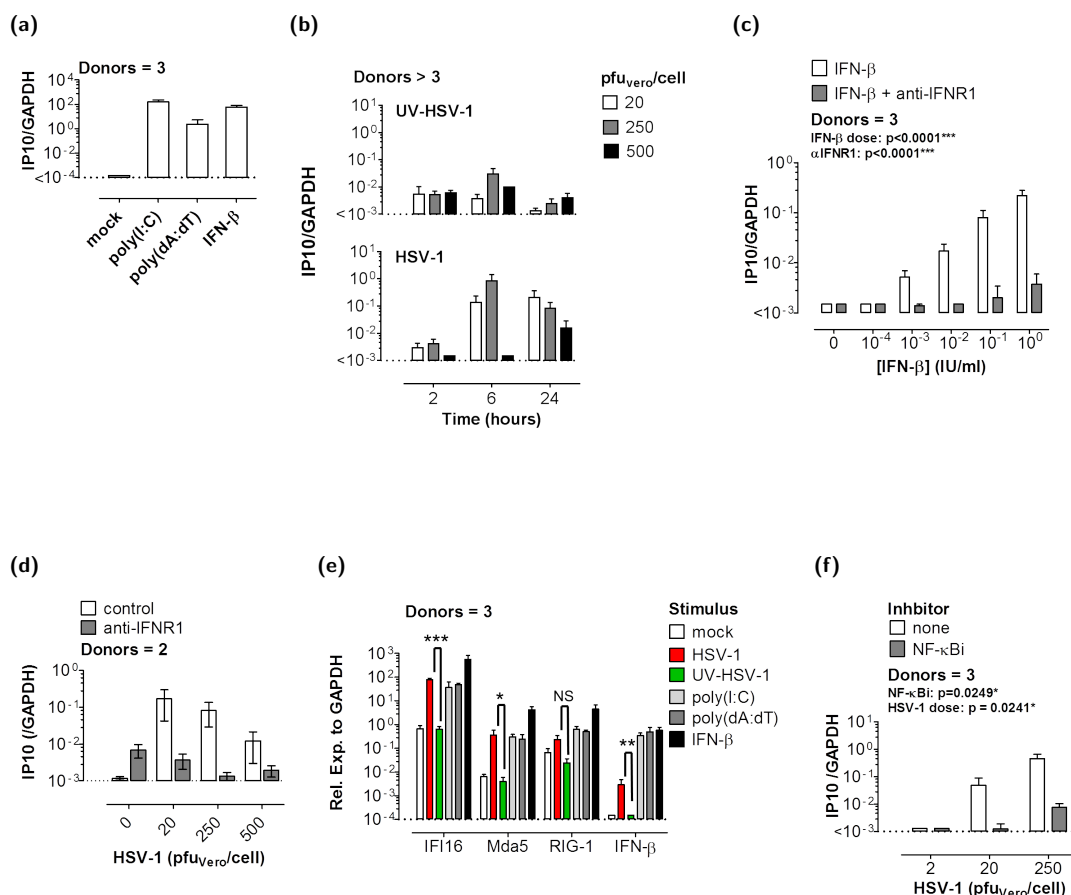 (a)
Donors = 3
IP10/GAPDH
10^4
10^2
10^0
10^-2
<10^-4
mock
poly(I:C)
poly(dA:dT)
IFN-β
(b)
Donors > 3
pfu_Vero/cell
20
250
500
UV-HSV-1
10^1
10^0
10^-1
10^-2
<10^-3
IP10/GAPDH
HSV-1
10^1
10^0
10^-1
10^-2
<10^-3
2
6
24
Time (hours)
(c)
IFN-β
IFN-β + anti-IFNR1
Donors = 3
IFN-β dose: p<0.0001***
αIFNR1: p<0.0001***
IP10/GAPDH
10^0
10^-1
10^-2
<10^-3
0
10^-4
10^-3
10^-2
10^-1
10^0
[IFN-β] (IU/ml)
(d)
control
anti-IFNR1
Donors = 2
IP10 (/GAPDH)
10^0
10^-1
10^-2
10^-3
0
20
250
500
HSV-1 (pfu_Vero/cell)
(e)
Donors = 3
Stimulus
mock
HSV-1
UV-HSV-1
poly(I:C)
poly(dA:dT)
IFN-β
Rel. Exp. to GAPDH
10^3
10^2
10^1
10^0
10^-1
10^-2
10^-3
<10^-4
***
*
NS
**
IFI16
Mda5
RIG-1
IFN-β
(f)
Inhbitor
none
NF-κBi
Donors = 3
NF-κBi: p=0.0249*
HSV-1 dose: p = 0.0241*
IP10 /GAPDH
10^1
10^0
10^-1
10^-2
<10^-3
2
20
250
HSV-1 (pfu_Vero/cell)